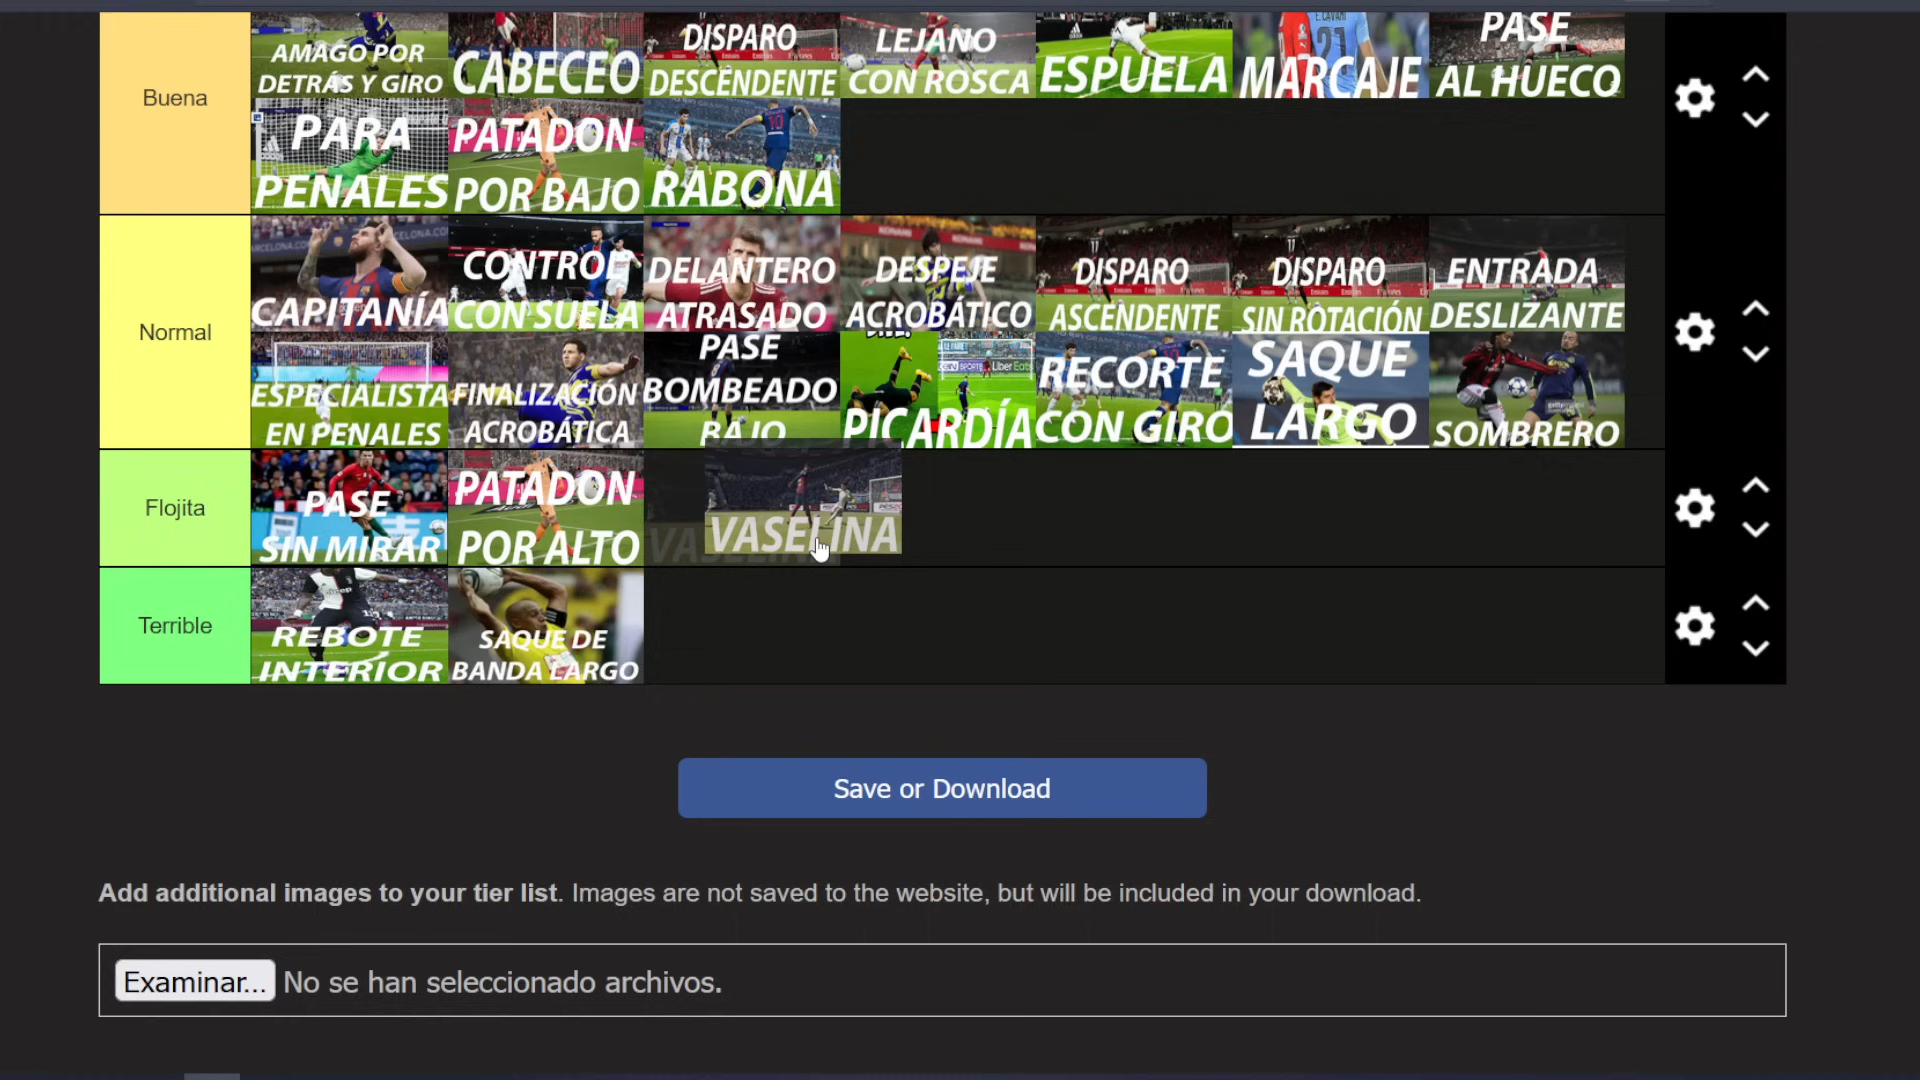 Buena
AMAGO POR
DETRÁS Y GIRO
CABECEO
DISPARO
DESCENDENTE
LEJANO
CON ROSCA
ESPUELA
E. CAVANI
21
MARCAJE
PASE
AL HUECO
PARA
PENALES
PATADON
POR BAJO
10
RABONA
Normal
CAPITANÍA
CONTROL
CON SUELA
DELANTERO
ATRASADO
KONAMI
DESPEJE
ACROBÁTICO
DISPARO
ASCENDENTE
DISPARO
SIN ROTACIÓN
ENTRADA
DESLIZANTE
ESPECIALISTA
EN PENALES
FINALIZACIÓN
ACROBÁTICA
PASE
BOMBEADO
BAJO
PICARDÍA
RECORTE
CON GIRO
SAQUE
LARGO
SOMBRERO
Flojita
PASE
SIN MIRAR
PATADON
POR ALTO
VASELINA
Terrible
REBOTE
INTERIOR
SAQUE DE
BANDA LARGO
Save or Download
Add additional images to your tier list. Images are not saved to the website, but will be included in your download.
Examinar... No se han seleccionado archivos.